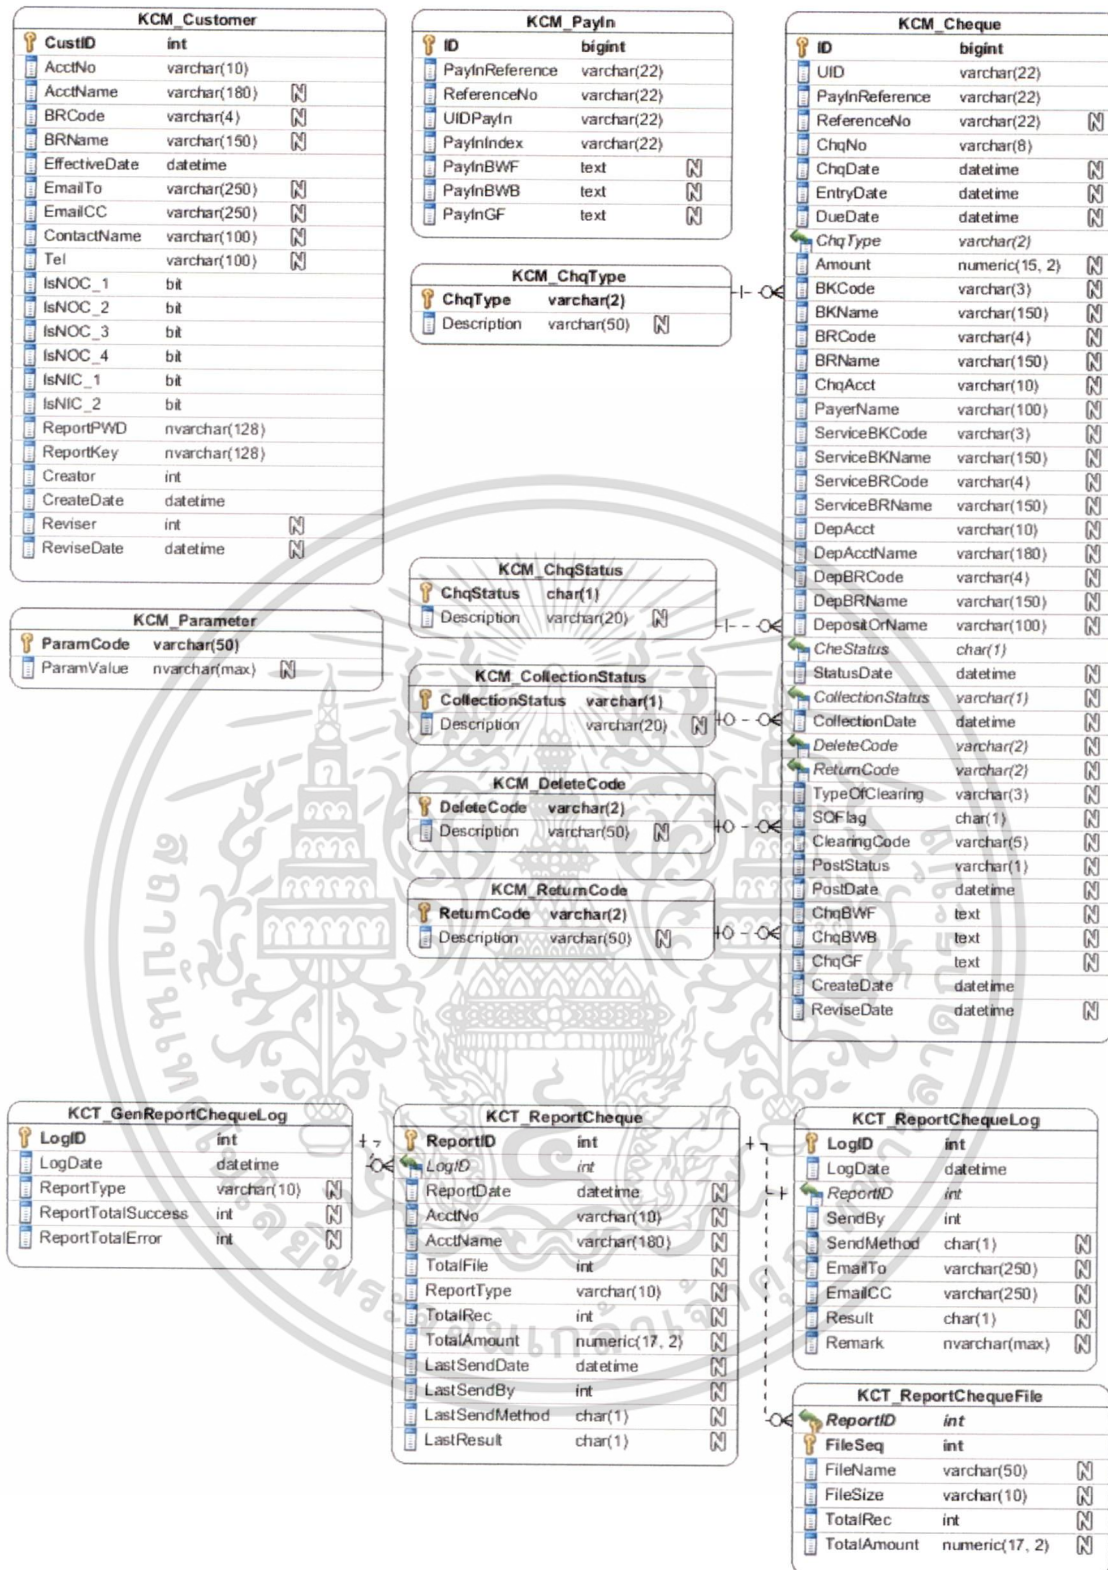 KCM_Customer
CustID int
AcctNo varchar(10)
AcctName varchar(180) N
BRCode varchar(4) N
BRName varchar(150) N
EffectiveDate datetime
EmailTo varchar(250) N
EmailCC varchar(250) N
ContactName varchar(100) N
Tel varchar(100) N
IsNOC_1 bit
IsNOC_2 bit
IsNOC_3 bit
IsNOC_4 bit
IsNIC_1 bit
IsNIC_2 bit
ReportPWD nvarchar(128)
ReportKey nvarchar(128)
Creator int
CreateDate datetime
Reviser int N
ReviseDate datetime N
KCM_Parameter
ParamCode varchar(50)
ParamValue nvarchar(max) N
KCM_PayIn
ID bigint
PayInReference varchar(22)
ReferenceNo varchar(22)
UIDPayIn varchar(22)
PayInIndex varchar(22)
PayInBWF text N
PayInBWB text N
PayInGF text N
KCM_ChqType
ChqType varchar(2)
Description varchar(50) N
KCM_ChqStatus
ChqStatus char(1)
Description varchar(20) N
KCM_CollectionStatus
CollectionStatus varchar(1)
Description varchar(20) N
KCM_DeleteCode
DeleteCode varchar(2)
Description varchar(50) N
KCM_ReturnCode
ReturnCode varchar(2)
Description varchar(50) N
KCM_Cheque
ID bigint
UID varchar(22)
PayInReference varchar(22)
ReferenceNo varchar(22) N
ChqNo varchar(8)
ChqDate datetime N
EntryDate datetime N
DueDate datetime N
ChqType varchar(2)
Amount numeric(15, 2) N
BKCode varchar(3) N
BKName varchar(150) N
BRCode varchar(4) N
BRName varchar(150) N
ChqAcct varchar(10) N
PayerName varchar(100) N
ServiceBKCode varchar(3) N
ServiceBKName varchar(150) N
ServiceBRCode varchar(4) N
ServiceBRName varchar(150) N
DepAcct varchar(10) N
DepAcctName varchar(180) N
DepBRCode varchar(4) N
DepBRName varchar(150) N
DepositOrName varchar(100) N
CheStatus char(1)
StatusDate datetime N
CollectionStatus varchar(1) N
CollectionDate datetime N
DeleteCode varchar(2) N
ReturnCode varchar(2) N
TypeOfClearing varchar(3) N
SQFlag char(1) N
ClearingCode varchar(5) N
PostStatus varchar(1) N
PostDate datetime N
ChqBWF text N
ChqBWB text N
ChqGF text N
CreateDate datetime
ReviseDate datetime N
KCT_GenReportChequeLog
LogID int
LogDate datetime
ReportType varchar(10) N
ReportTotalSuccess int N
ReportTotalError int N
KCT_ReportCheque
ReportID int
LogID int
ReportDate datetime N
AcctNo varchar(10) N
AcctName varchar(180) N
TotalFile int N
ReportType varchar(10) N
TotalRec int N
TotalAmount numeric(17, 2) N
LastSendDate datetime N
LastSendBy int N
LastSendMethod char(1) N
LastResult char(1) N
KCT_ReportChequeLog
LogID int
LogDate datetime
ReportID int
SendBy int
SendMethod char(1) N
EmailTo varchar(250) N
EmailCC varchar(250) N
Result char(1) N
Remark nvarchar(max) N
KCT_ReportChequeFile
ReportID int
FileSeq int
FileName varchar(50) N
FileSize varchar(10) N
TotalRec int N
TotalAmount numeric(17, 2) N